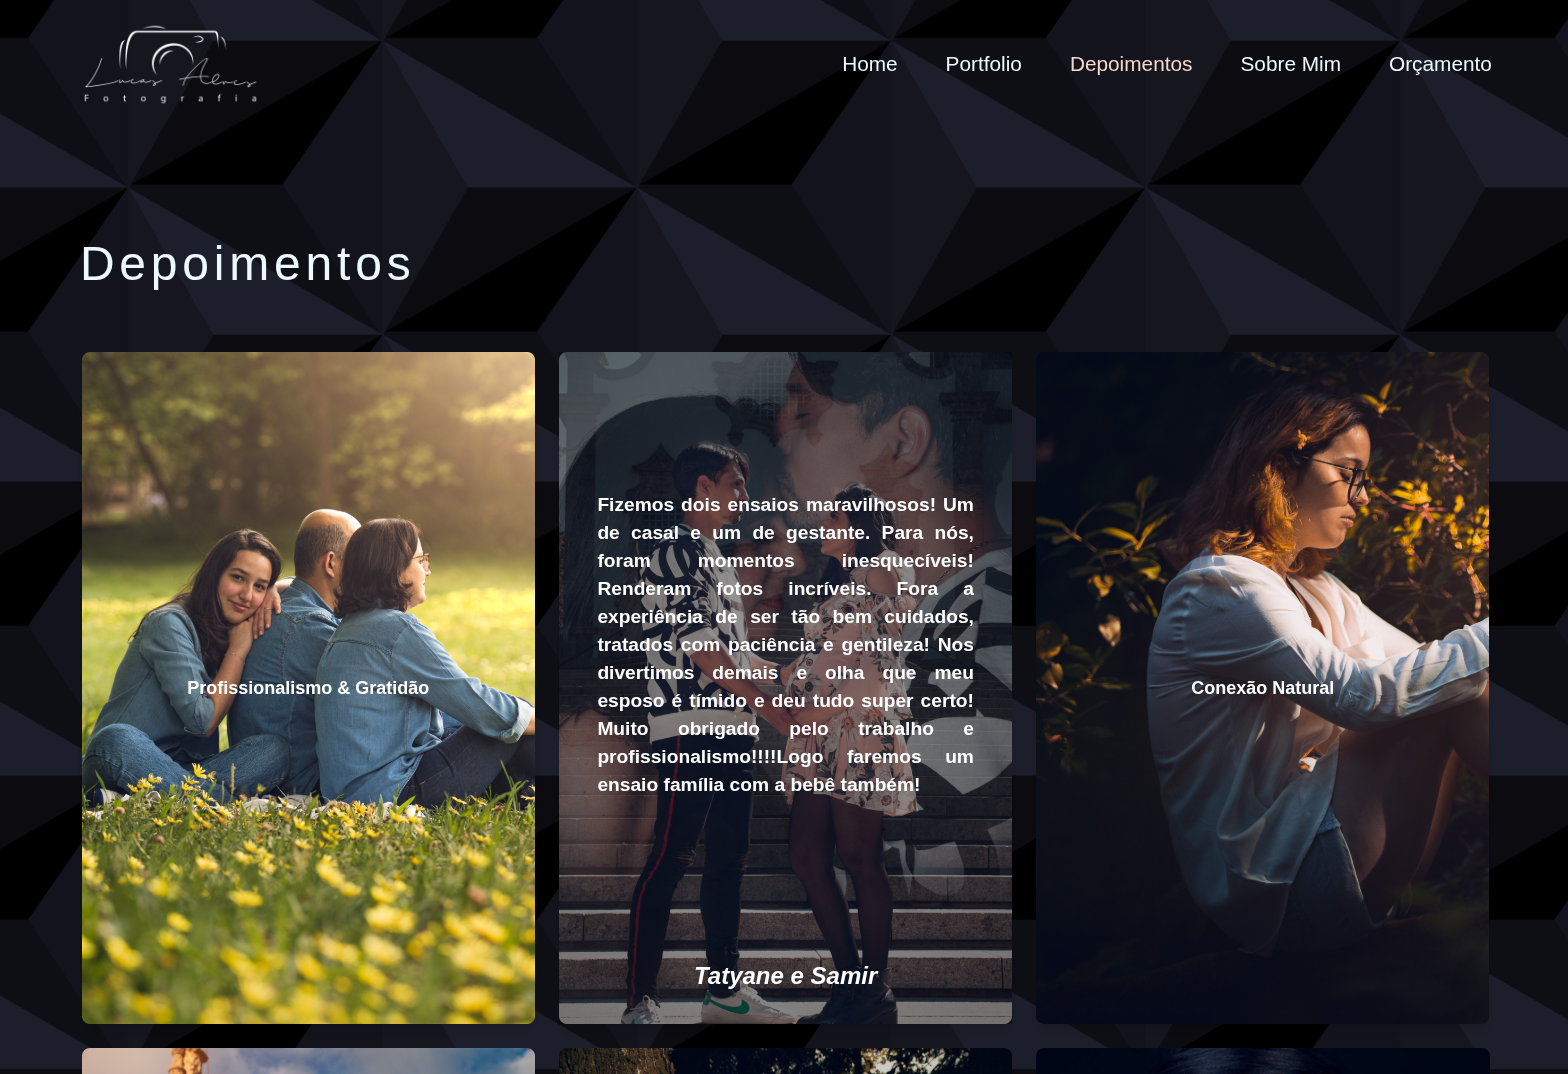 Lucas Alves
Fotografia
Home
Portfolio
Depoimentos
Sobre Mim
Orçamento
Depoimentos
Profissionalismo & Gratidão
Fizemos dois ensaios maravilhosos! Um
de casal e um de gestante. Para nós,
foram momentos inesquecíveis!
Renderam fotos incríveis. Fora a
experiência de ser tão bem cuidados,
tratados com paciência e gentileza! Nos
divertimos demais e olha que meu
esposo é tímido e deu tudo super certo!
Muito obrigado pelo trabalho e
profissionalismo!!!!Logo faremos um
ensaio família com a bebê também!
Tatyane e Samir
Conexão Natural